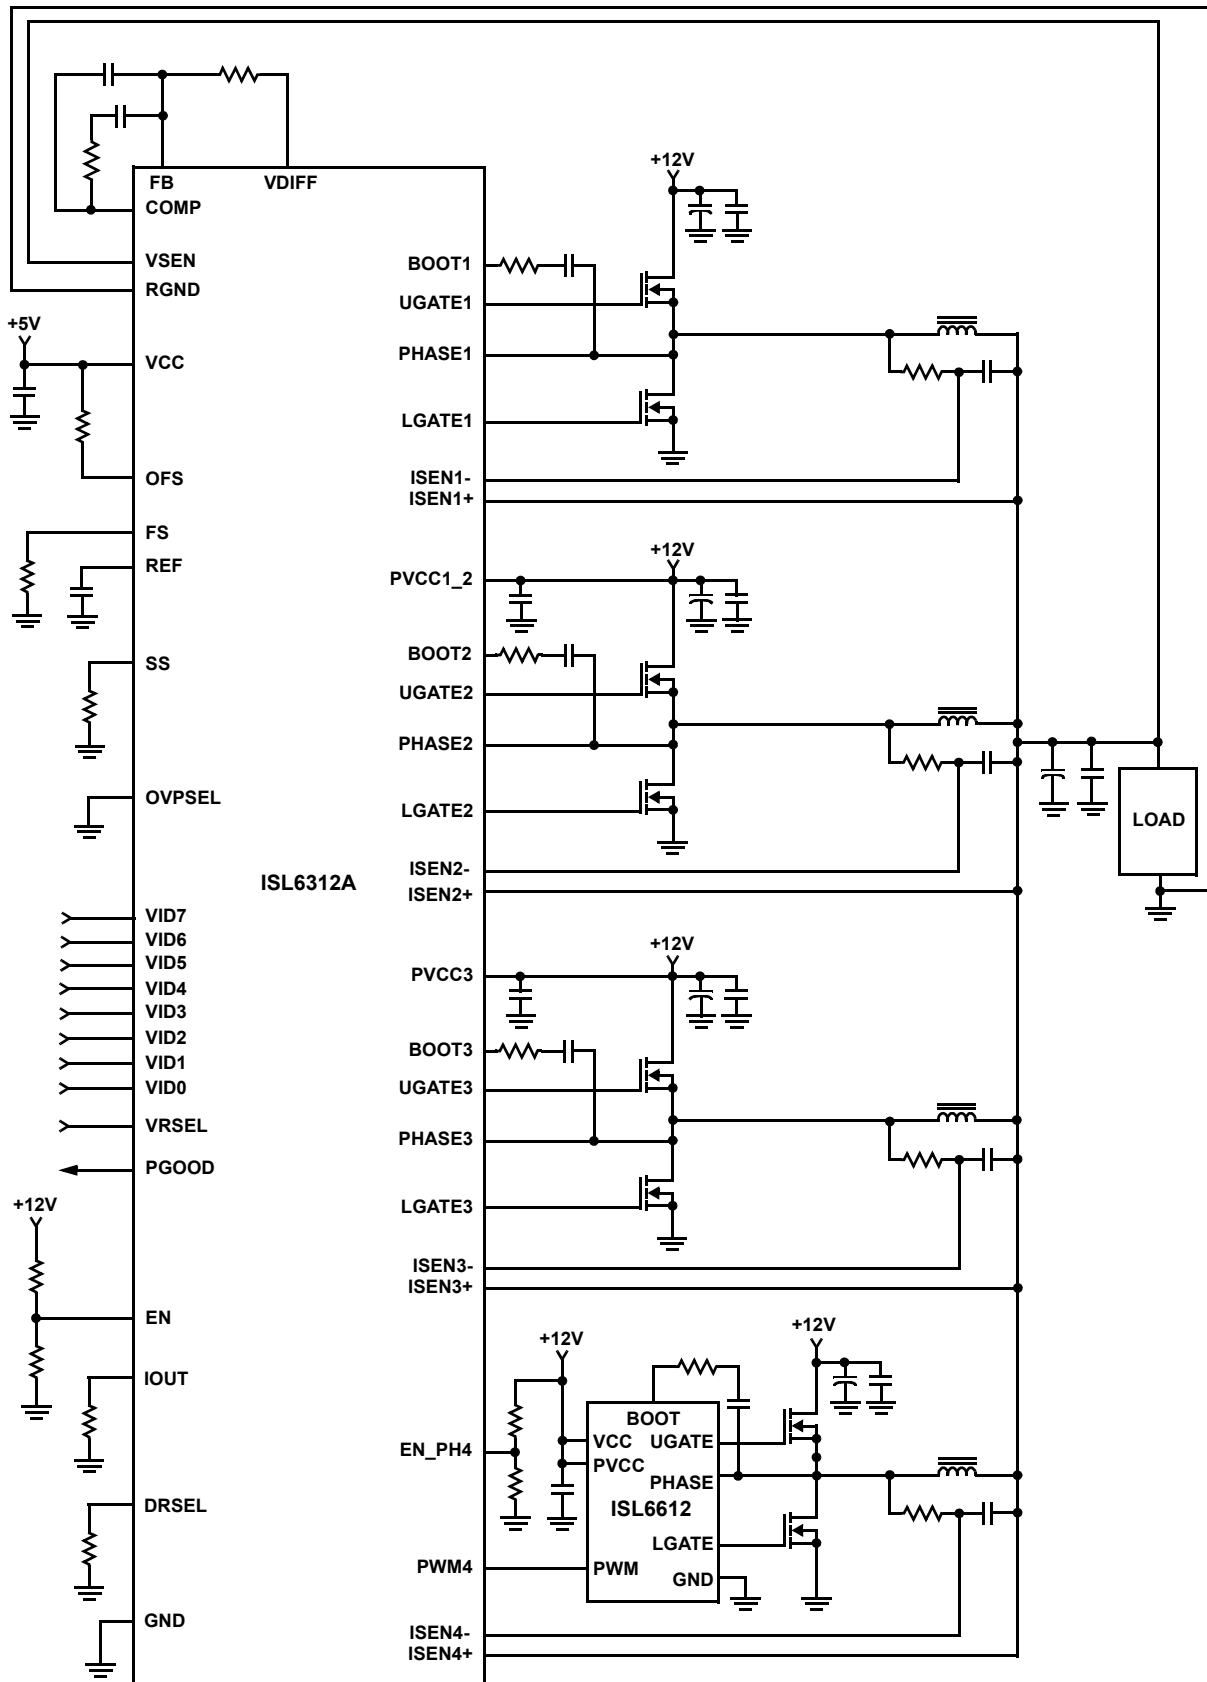 FB
VDIFF
COMP
VSEN
RGND
+5V
VCC
OFS
FS
REF
SS
OVPSEL
ISL6312A
VID7
VID6
VID5
VID4
VID3
VID2
VID1
VID0
VRSEL
PGOOD
+12V
EN
IOUT
DRSEL
GND
+12V
BOOT1
UGATE1
PHASE1
LGATE1
ISEN1-
ISEN1+
+12V
PVCC1_2
BOOT2
UGATE2
PHASE2
LGATE2
ISEN2-
ISEN2+
LOAD
+12V
PVCC3
BOOT3
UGATE3
PHASE3
LGATE3
ISEN3-
ISEN3+
+12V
+12V
EN_PH4
BOOT
VCC
UGATE
PVCC
PHASE
ISL6612
LGATE
PWM4
PWM
GND
ISEN4-
ISEN4+